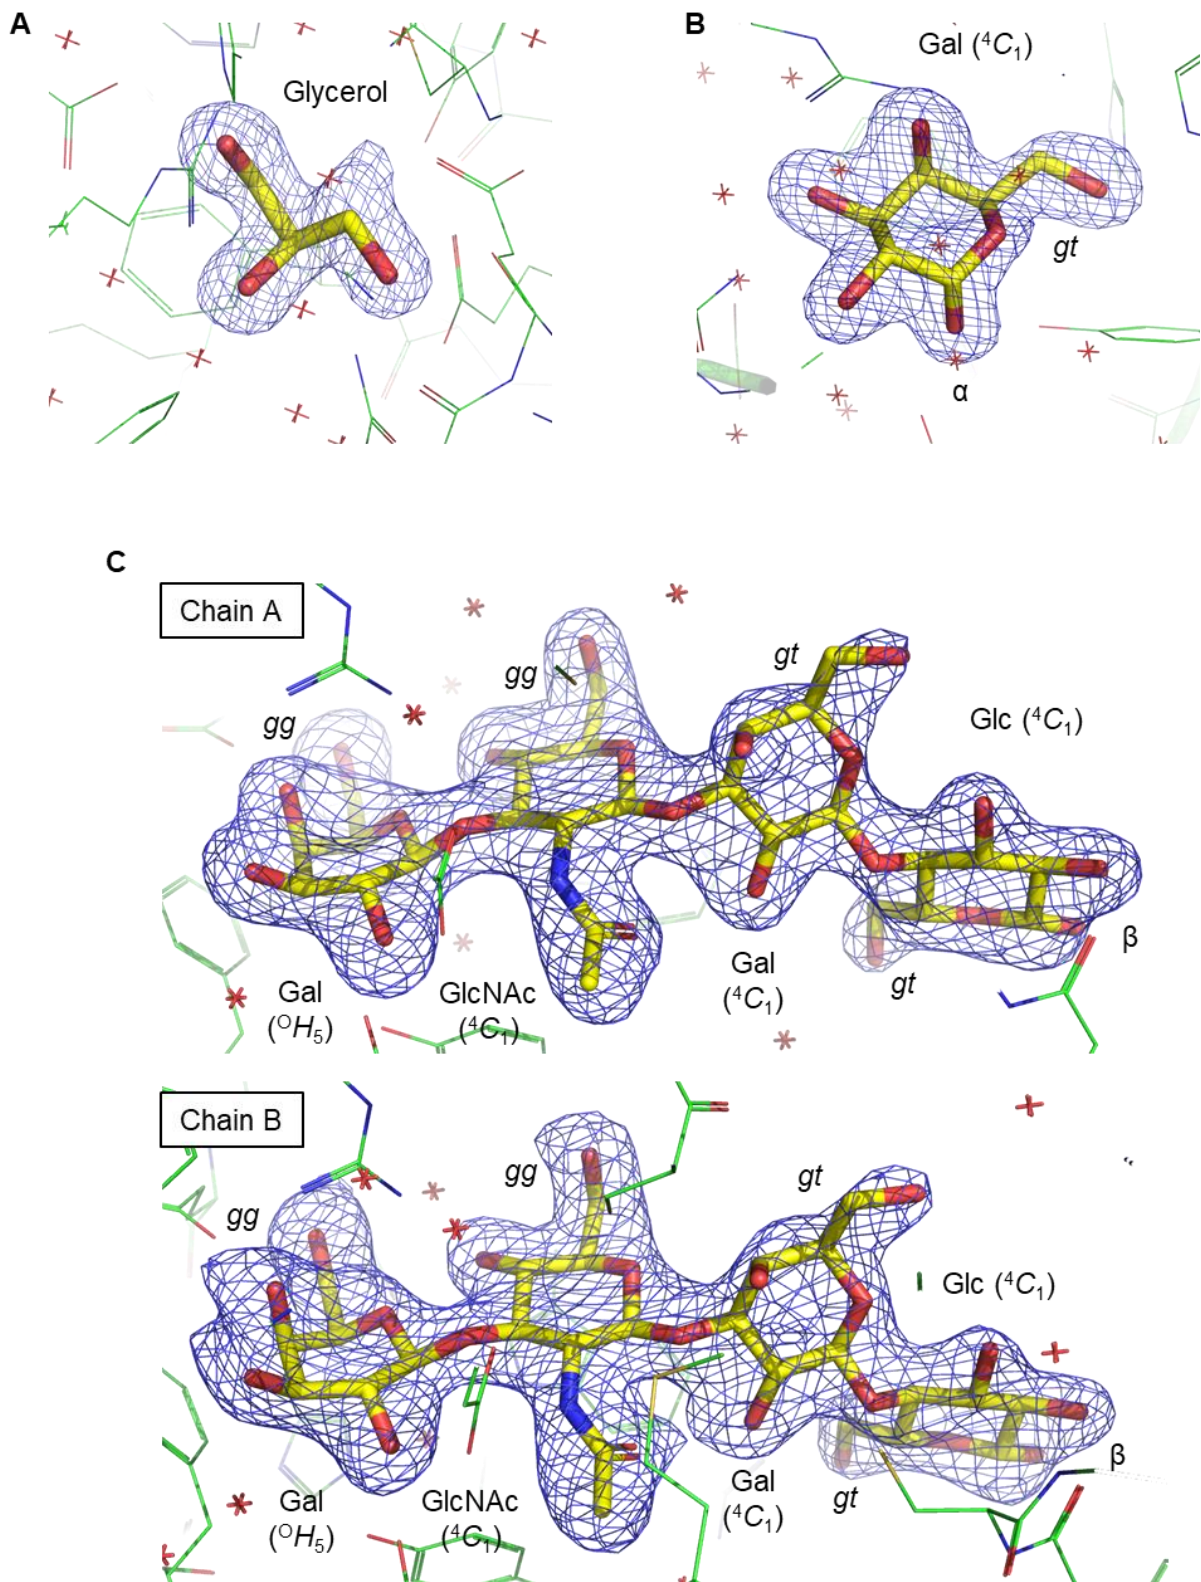 A
Glycerol
B
Gal (⁴C₁)
gt
α
C
Chain A
gg
gt
gg
Glc (⁴C₁)
β
Gal
(ᴼH₅)
GlcNAc
(⁴C₁)
Gal
(⁴C₁)
gt
Chain B
gg
gt
gg
Glc (⁴C₁)
β
Gal
(ᴼH₅)
GlcNAc
(⁴C₁)
Gal
(⁴C₁)
gt